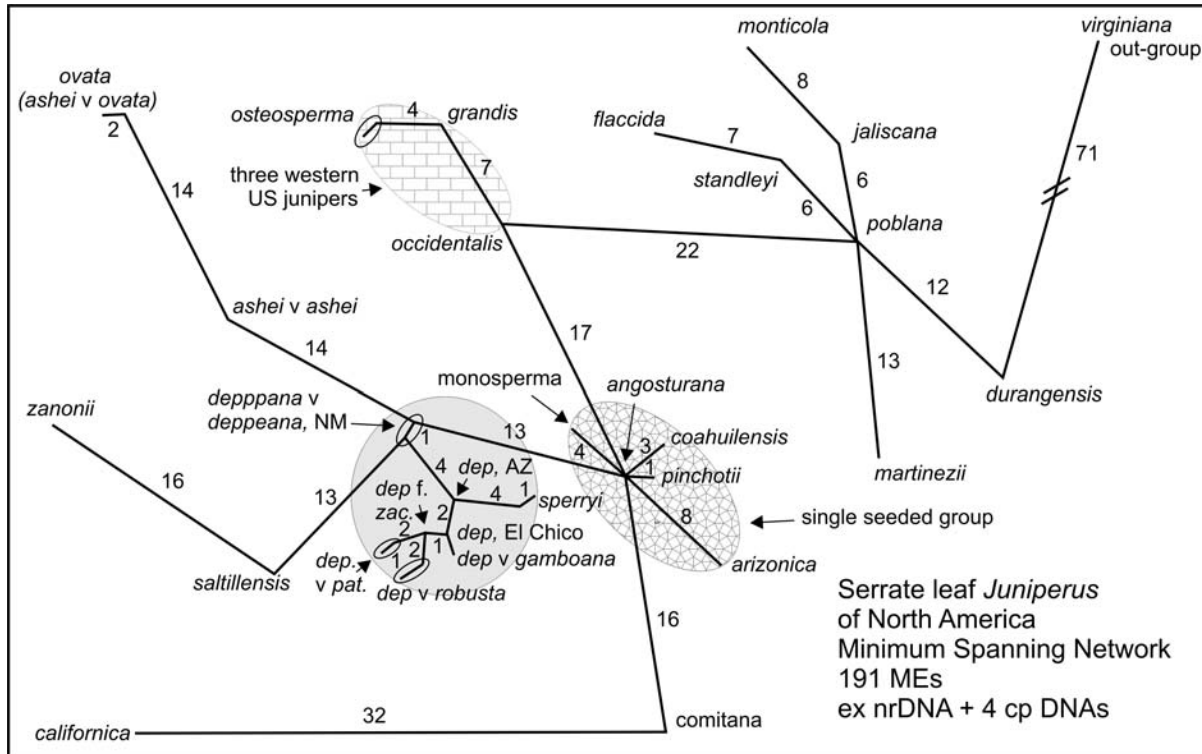 ovata
(ashei v ovata)
2
14
ashei v ashei
14
osteosperma
4
grandis
7
three western
US junipers
occidentalis
22
17
monticola
8
flaccida
7
standleyi
6
jaliscana
6
poblana
virginiana
out-group
71
12
13
durangensis
martinezii
zanonii
16
saltillensis
13
depppana v
deppeana, NM
1
13
4
dep, AZ
4
1
sperryi
dep f.
zac.
2
2
2
1
1
dep, El Chico
dep v gamboana
dep.
v pat.
dep v robusta
monosperma
angosturana
4
3
coahuilensis
1
pinchotii
8
single seeded group
arizonica
16
comitana
32
californica
Serrate leaf Juniperus
of North America
Minimum Spanning Network
191 MEs
ex nrDNA + 4 cp DNAs